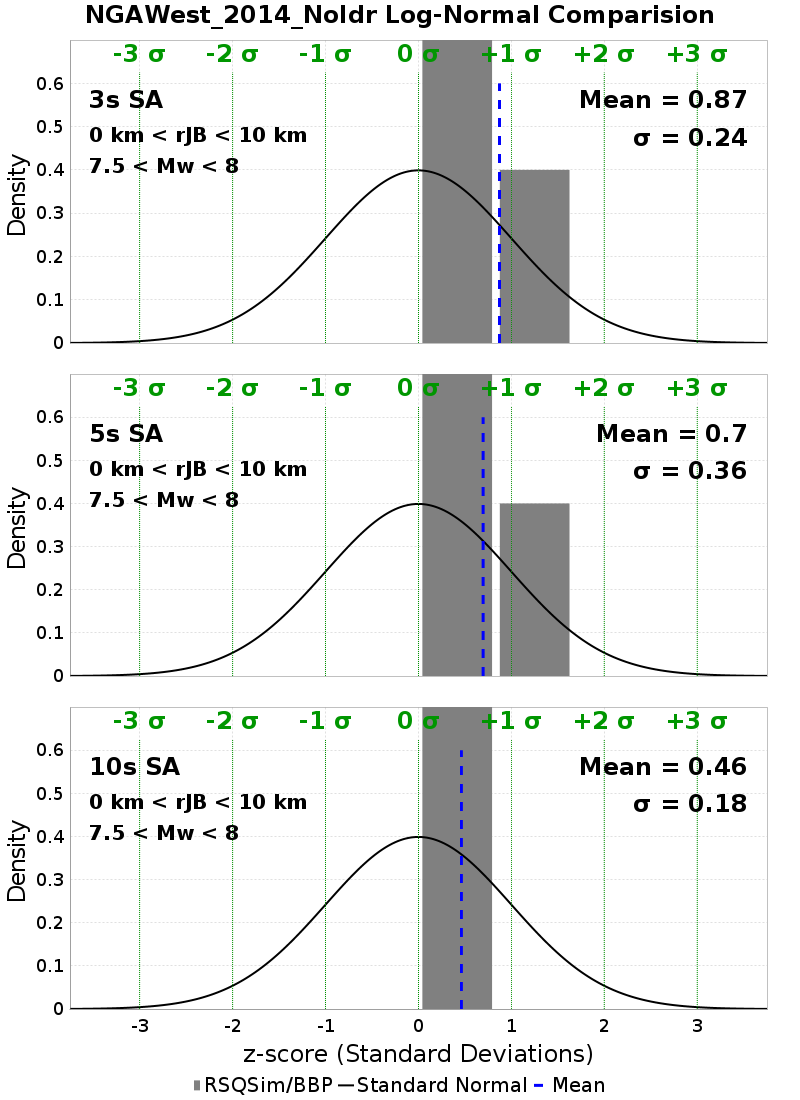 NGAWest_2014_NoIdr Log-Normal Comparision
-3 σ -2 σ -1 σ 0 σ +1 σ +2 σ +3 σ
3s SA
Mean = 0.87
0 km < rJB < 10 km
σ = 0.24
7.5 < Mw < 8
0.6
0.5
0.4
0.3
0.2
0.1
0
Density
-3 σ -2 σ -1 σ 0 σ +1 σ +2 σ +3 σ
5s SA
Mean = 0.7
0 km < rJB < 10 km
σ = 0.36
7.5 < Mw < 8
0.6
0.5
0.4
0.3
0.2
0.1
0
Density
-3 σ -2 σ -1 σ 0 σ +1 σ +2 σ +3 σ
10s SA
Mean = 0.46
0 km < rJB < 10 km
σ = 0.18
7.5 < Mw < 8
0.6
0.5
0.4
0.3
0.2
0.1
0
Density
-3 -2 -1 0 1 2 3
z-score (Standard Deviations)
RSQSim/BBP Standard Normal Mean